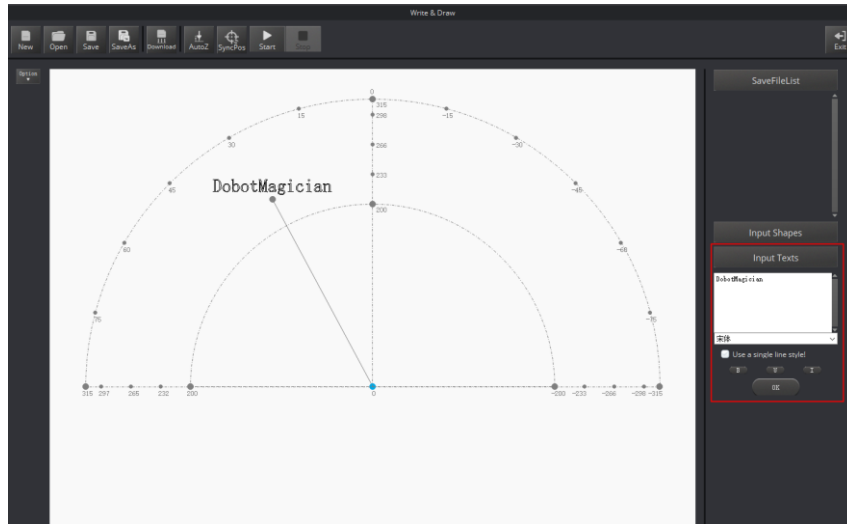 Write & Draw
New Open Save SaveAs Download AutoZ SyncPos Start Stop Exit
Option
SaveFileList
0
315
15 298 -15
30 266 -30
233
45 DobotMagician -45
200
Input Shapes
60 -60
Input Texts
DobotMagician
75 -75
宋体
Use a single line style!
B U I
OK
315 297 265 232 200 0 -200 -233 -266 -298 -315